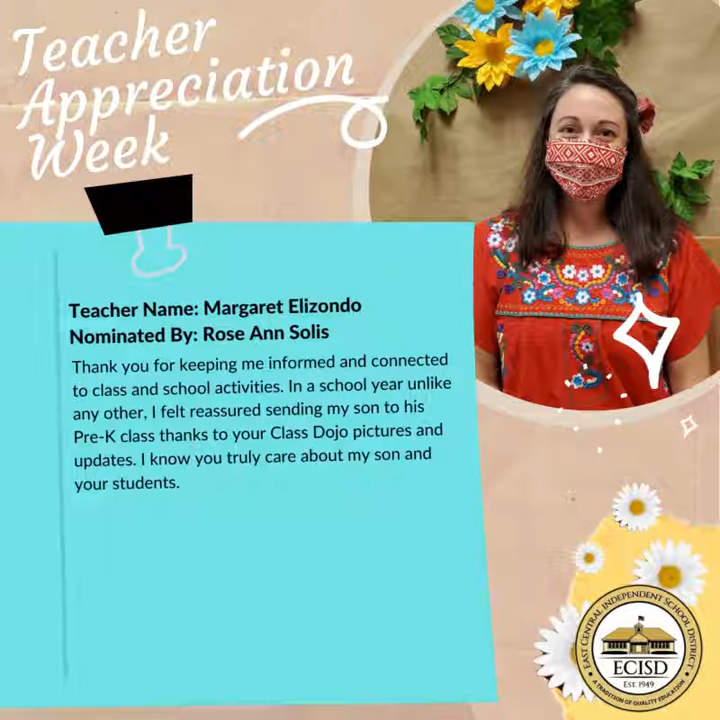 Teacher
Appreciation
Week
Teacher Name: Margaret Elizondo
Nominated By: Rose Ann Solis
Thank you for keeping me informed and connected
to class and school activities. In a school year unlike
any other, I felt reassured sending my son to his
Pre-K class thanks to your Class Dojo pictures and
updates. I know you truly care about my son and
your students.
EAST CENTRAL INDEPENDENT SCHOOL DISTRICT
ECISD
EST. 1949
A TRADITION OF QUALITY EDUCATION